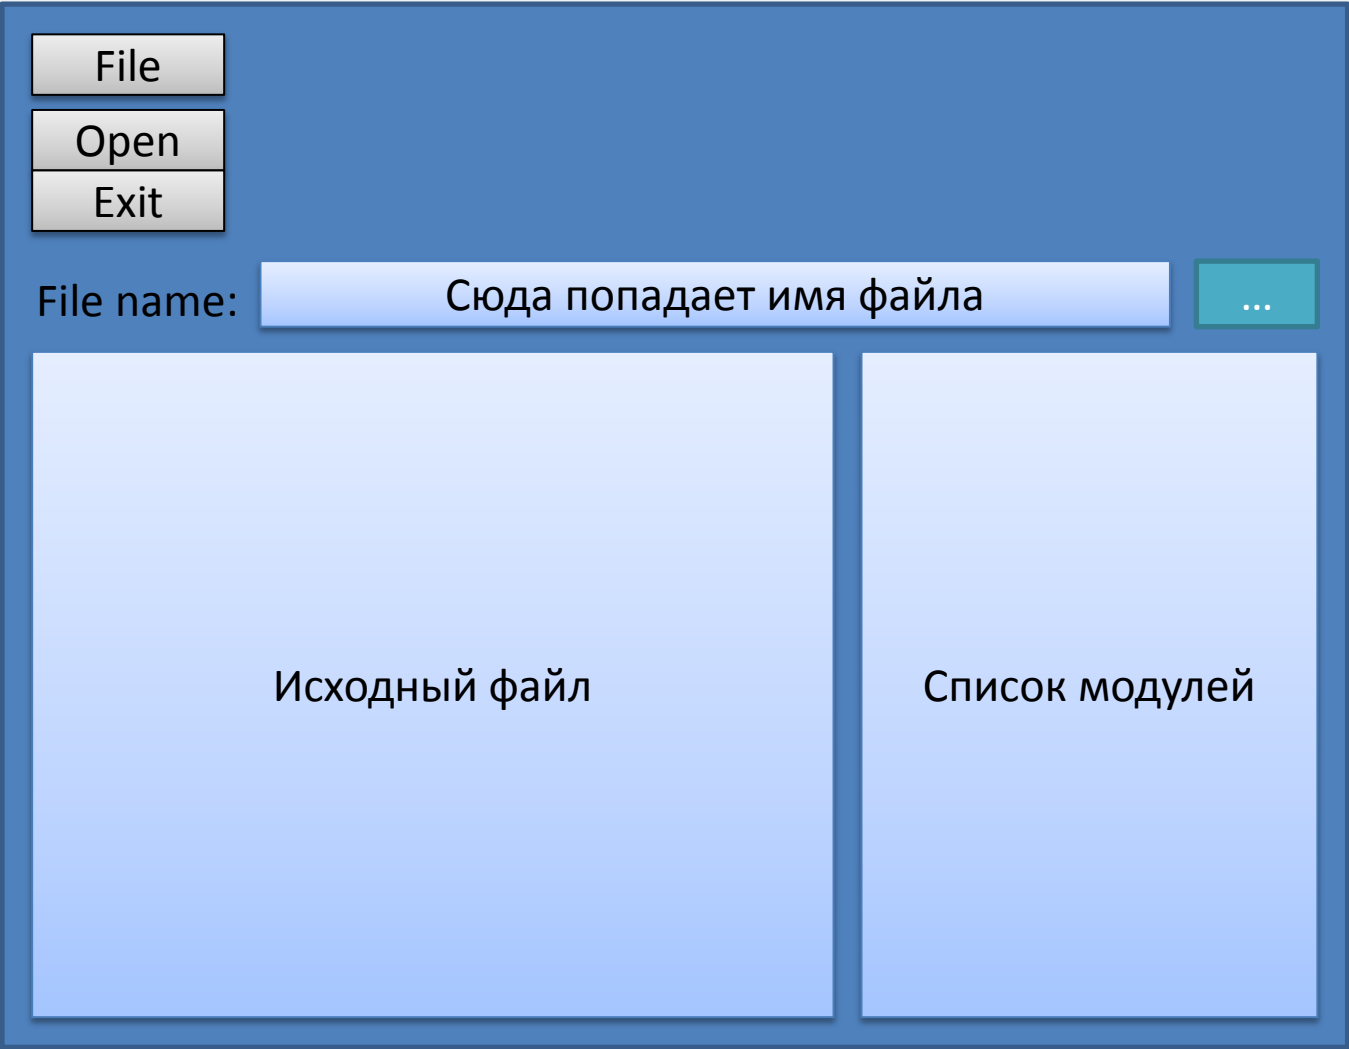 File
Open
Exit
File name:
Сюда попадает имя файла
...
Исходный файл
Список модулей